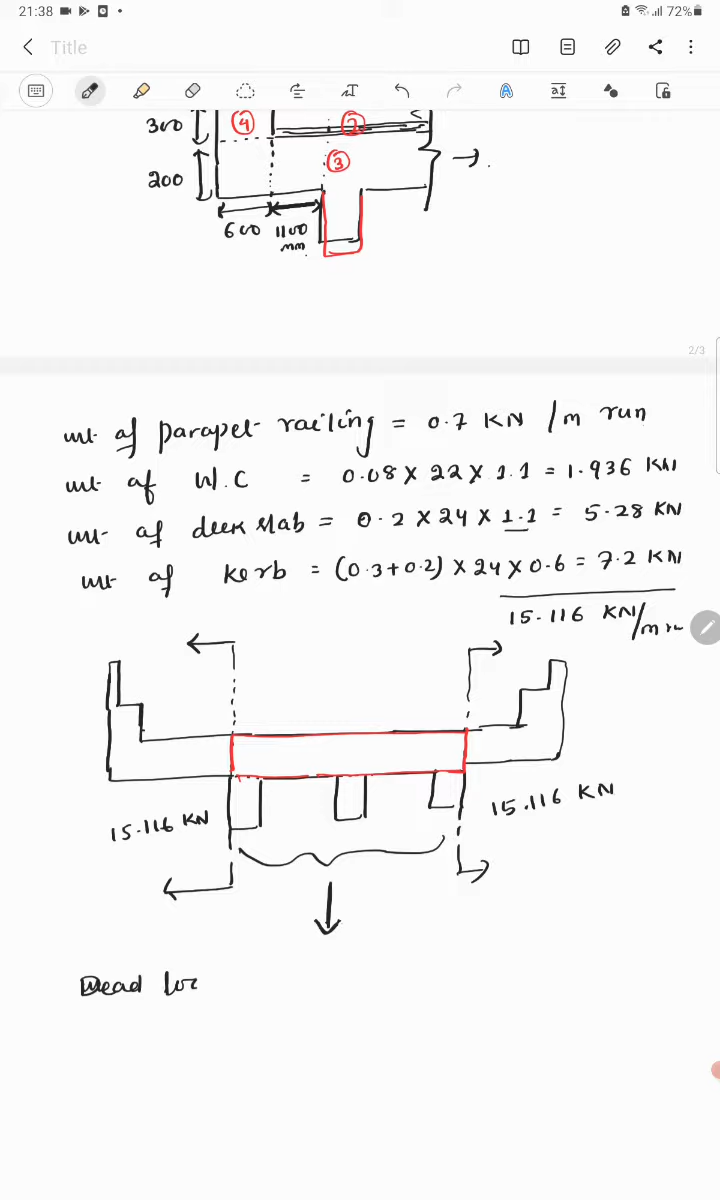 21:38 72%
Title
300 ④ ②
③
200
600 1100
mm
2/3
wt of parapet railing = 0.7 KN /m run
wt of W.C = 0.08 X 22 X 1.1 = 1.936 KN
wt of deck slab = 0.2 X 24 X 1.1 = 5.28 KN
wt of kerb = (0.3+0.2) X 24 X 0.6 = 7.2 KN
15.116 KN/m
15.116 KN 15.116 KN
Dead loa